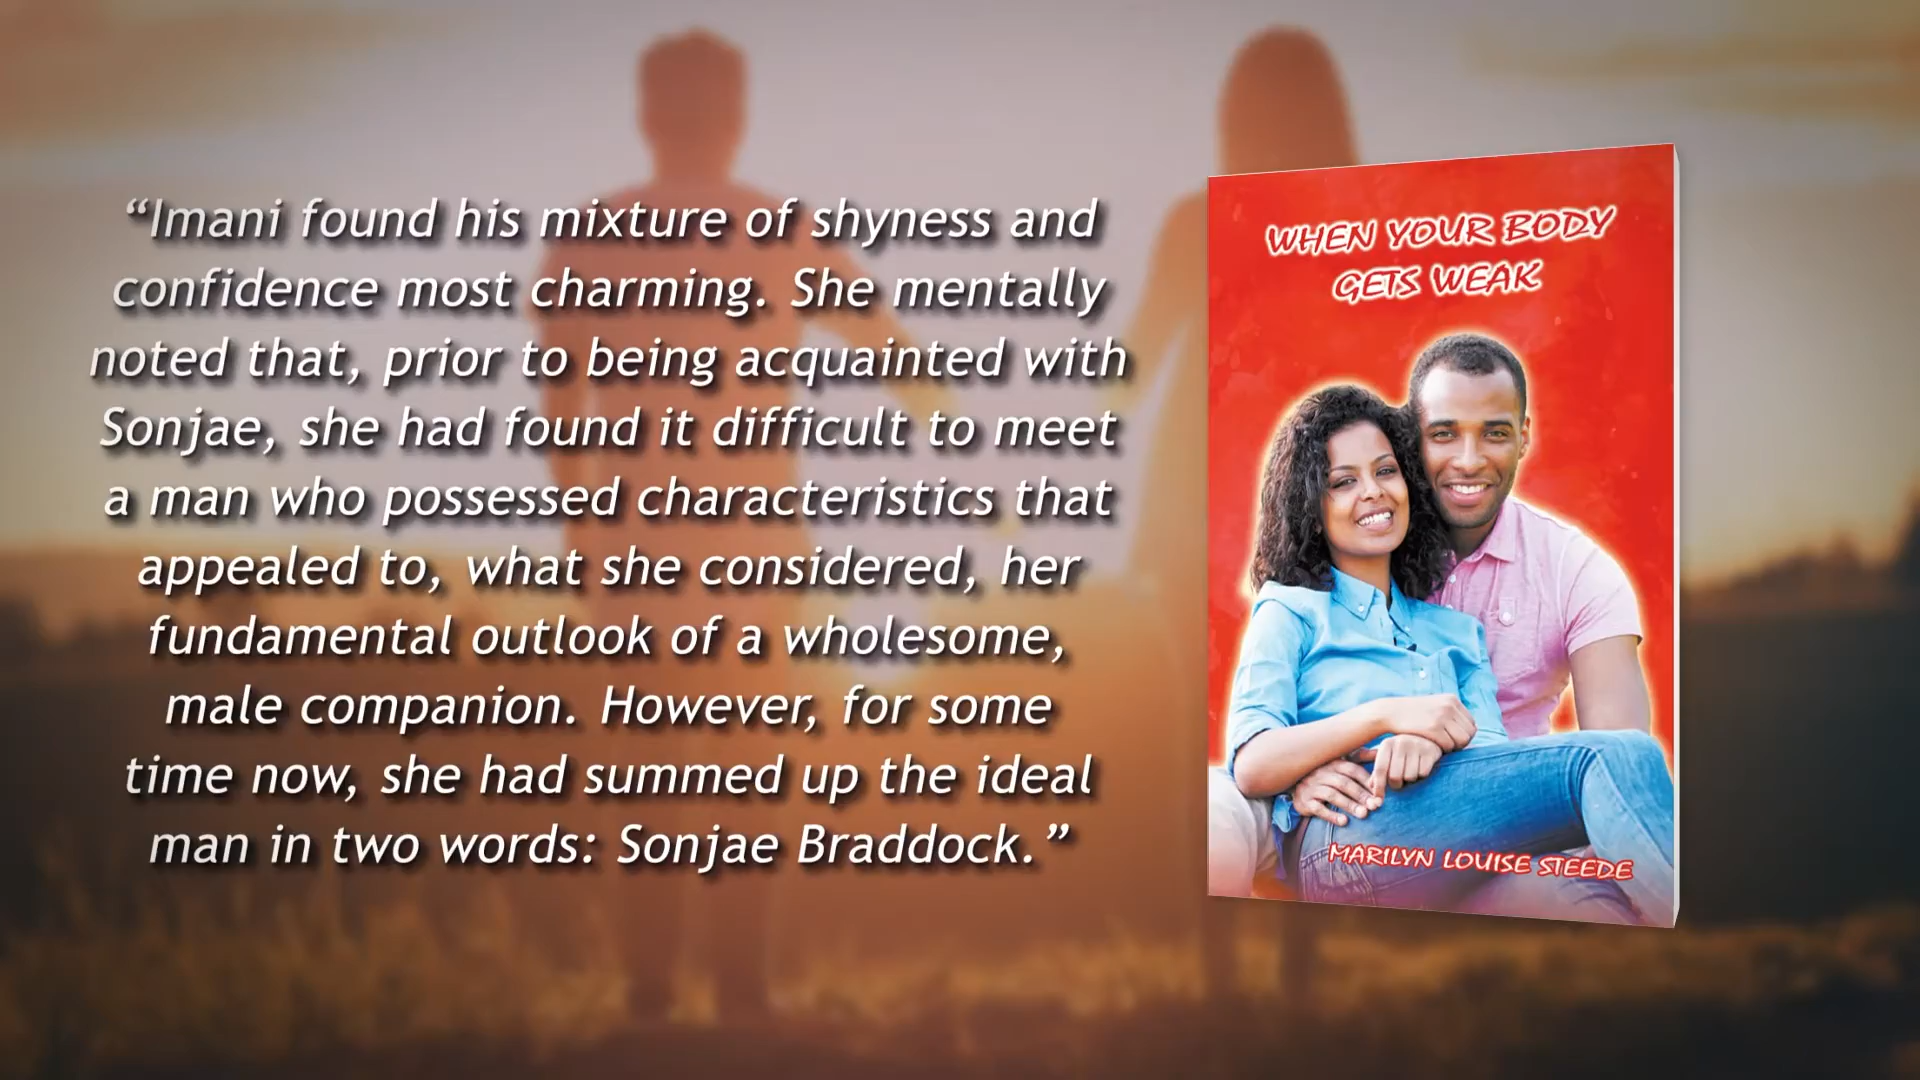 “Imani found his mixture of shyness and
confidence most charming. She mentally
noted that, prior to being acquainted with
Sonjae, she had found it difficult to meet
a man who possessed characteristics that
appealed to, what she considered, her
fundamental outlook of a wholesome,
male companion. However, for some
time now, she had summed up the ideal
man in two words: Sonjae Braddock.”
WHEN YOUR BODY
GETS WEAK
MARILYN LOUISE STEEDE